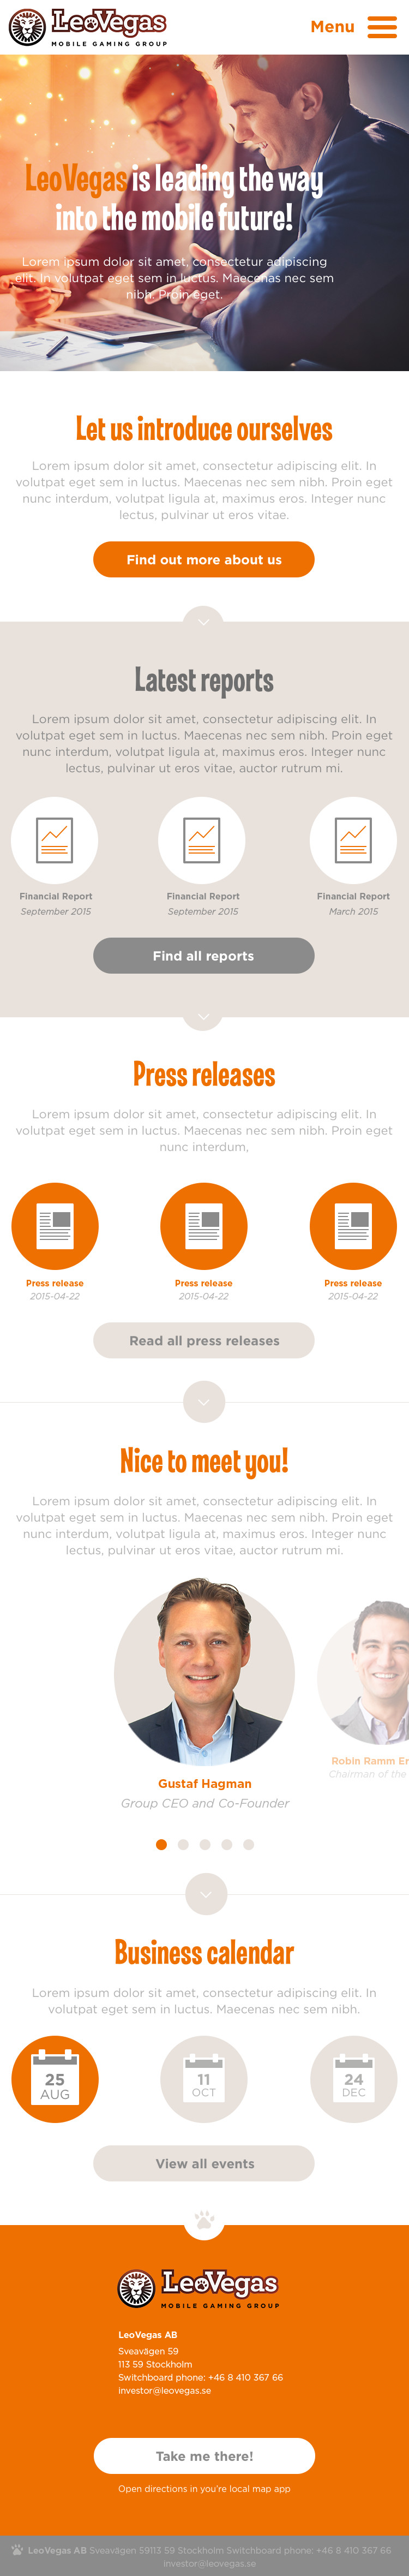 LeoVegas
MOBILE GAMING GROUP
Menu
LeoVegas is leading the way
into the mobile future!
Lorem ipsum dolor sit amet, consectetur adipiscing
elit. In volutpat eget sem in luctus. Maecenas nec sem
nibh. Proin eget.
Let us introduce ourselves
Lorem ipsum dolor sit amet, consectetur adipiscing elit. In
volutpat eget sem in luctus. Maecenas nec sem nibh. Proin eget
nunc interdum, volutpat ligula at, maximus eros. Integer nunc
lectus, pulvinar ut eros vitae.
Find out more about us
Latest reports
Lorem ipsum dolor sit amet, consectetur adipiscing elit. In
volutpat eget sem in luctus. Maecenas nec sem nibh. Proin eget
nunc interdum, volutpat ligula at, maximus eros. Integer nunc
lectus, pulvinar ut eros vitae, auctor rutrum mi.
Financial Report
September 2015
Financial Report
September 2015
Financial Report
March 2015
Find all reports
Press releases
Lorem ipsum dolor sit amet, consectetur adipiscing elit. In
volutpat eget sem in luctus. Maecenas nec sem nibh. Proin eget
nunc interdum,
Press release
2015-04-22
Press release
2015-04-22
Press release
2015-04-22
Read all press releases
Nice to meet you!
Lorem ipsum dolor sit amet, consectetur adipiscing elit. In
volutpat eget sem in luctus. Maecenas nec sem nibh. Proin eget
nunc interdum, volutpat ligula at, maximus eros. Integer nunc
lectus, pulvinar ut eros vitae, auctor rutrum mi.
Gustaf Hagman
Group CEO and Co-Founder
Robin Ramm Er
Chairman of the
Business calendar
Lorem ipsum dolor sit amet, consectetur adipiscing elit. In
volutpat eget sem in luctus. Maecenas nec sem nibh.
25
AUG
11
OCT
24
DEC
View all events
LeoVegas
MOBILE GAMING GROUP
LeoVegas AB
Sveavägen 59
113 59 Stockholm
Switchboard phone: +46 8 410 367 66
investor@leovegas.se
Take me there!
Open directions in you're local map app
LeoVegas AB Sveavägen 59113 59 Stockholm Switchboard phone: +46 8 410 367 66
investor@leovegas.se